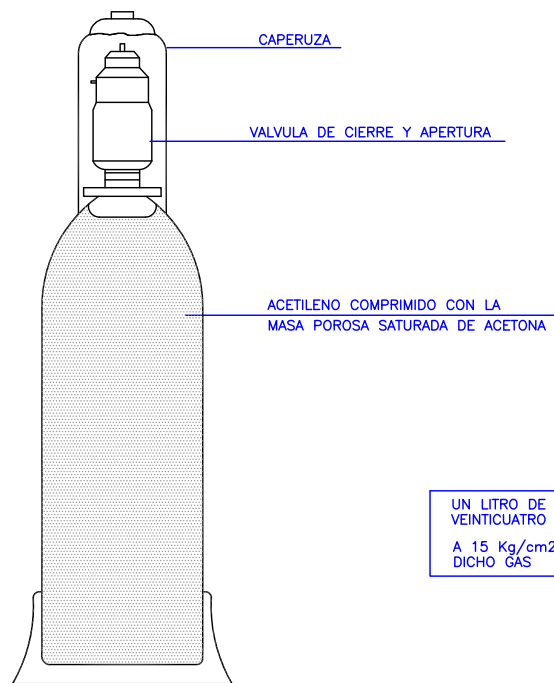 CAPERUZA
VALVULA DE CIERRE Y APERTURA
ACETILENO COMPRIMIDO CON LA
MASA POROSA SATURADA DE ACETONA
UN LITRO DE
VEINTICUATRO
A 15 Kg/cm2
DICHO GAS